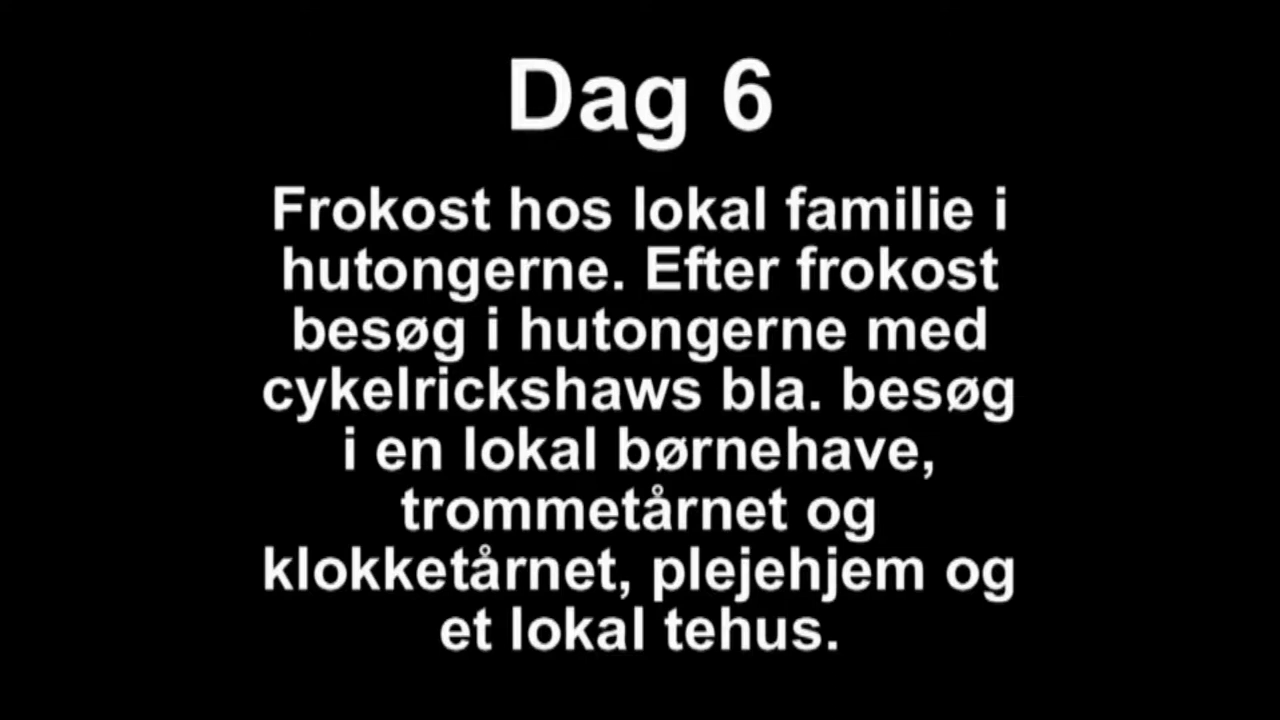 Dag 6
Frokost hos lokal familie i
hutongerne. Efter frokost
besøg i hutongerne med
cykelrickshaws bla. besøg
i en lokal børnehave,
trommetårnet og
klokketårnet, plejehjem og
et lokal tehus.